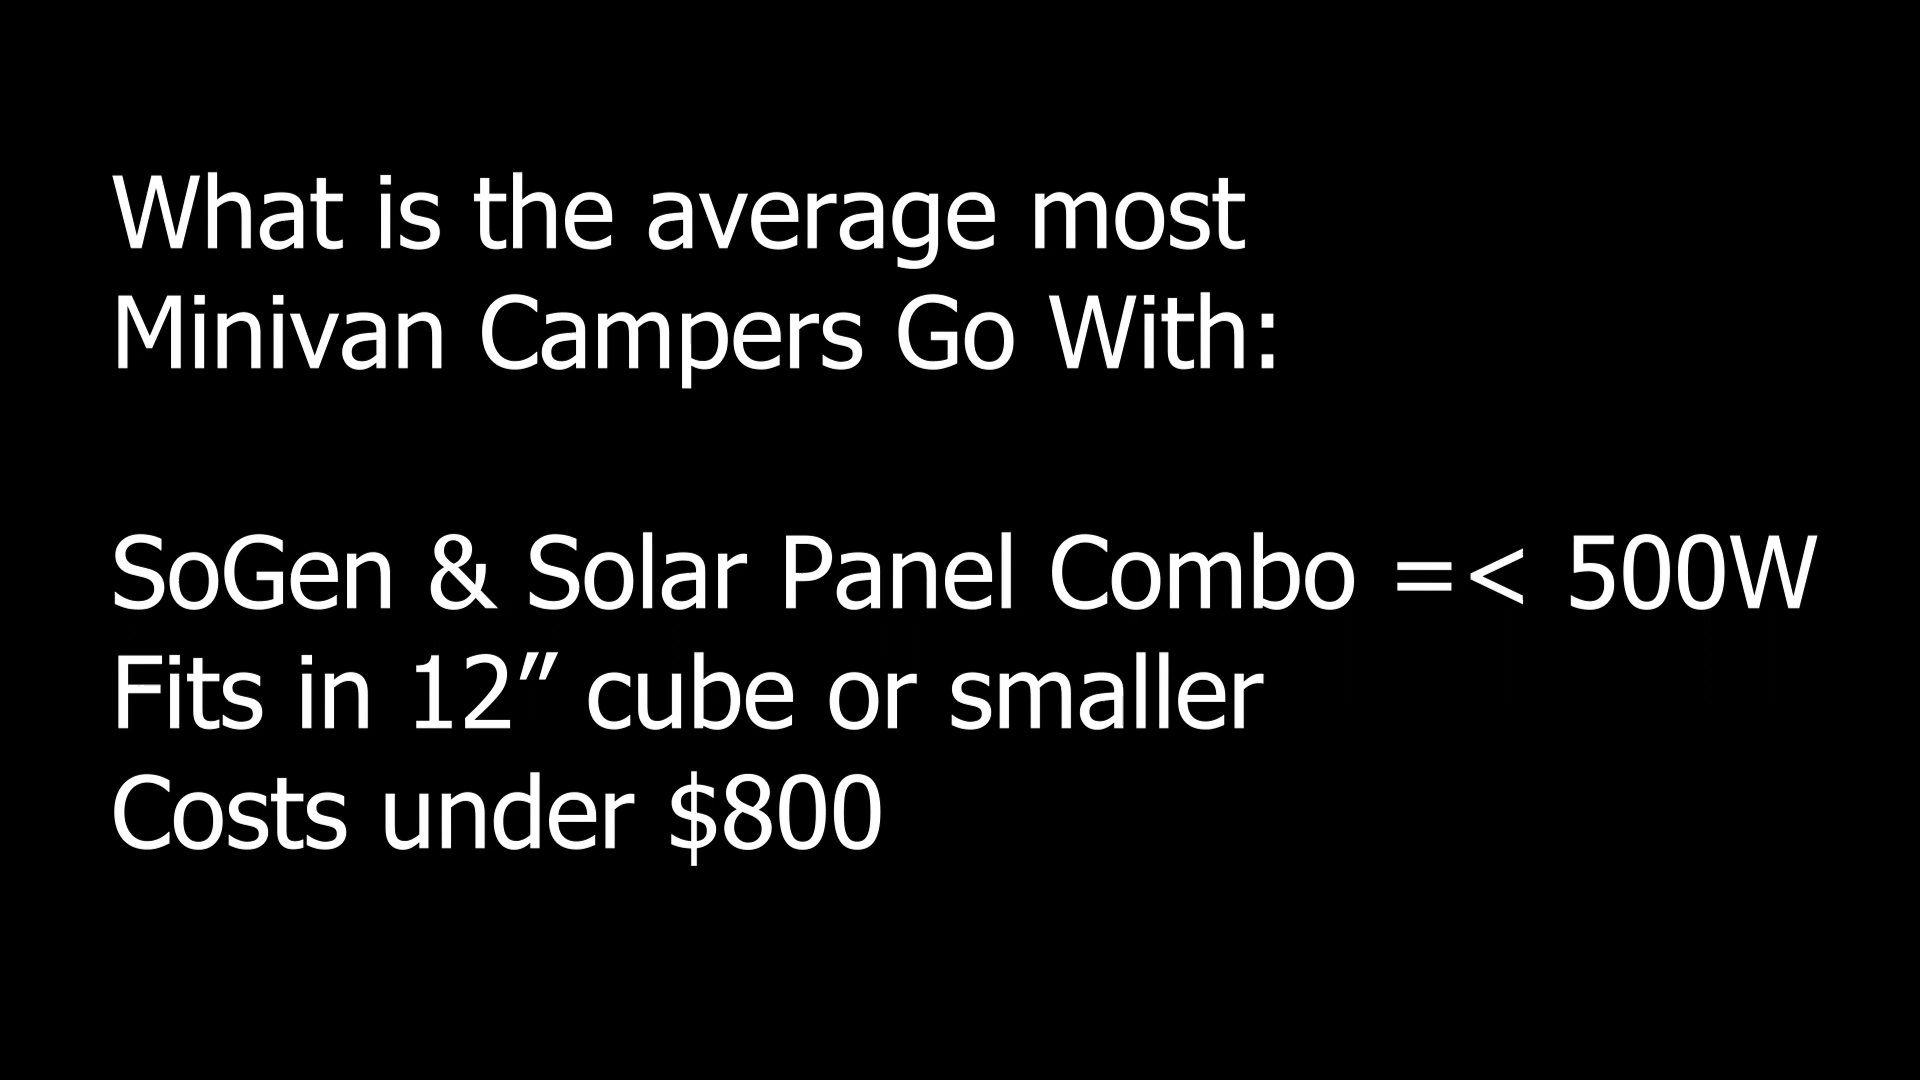 What is the average most
Minivan Campers Go With:
SoGen & Solar Panel Combo =< 500W
Fits in 12” cube or smaller
Costs under $800